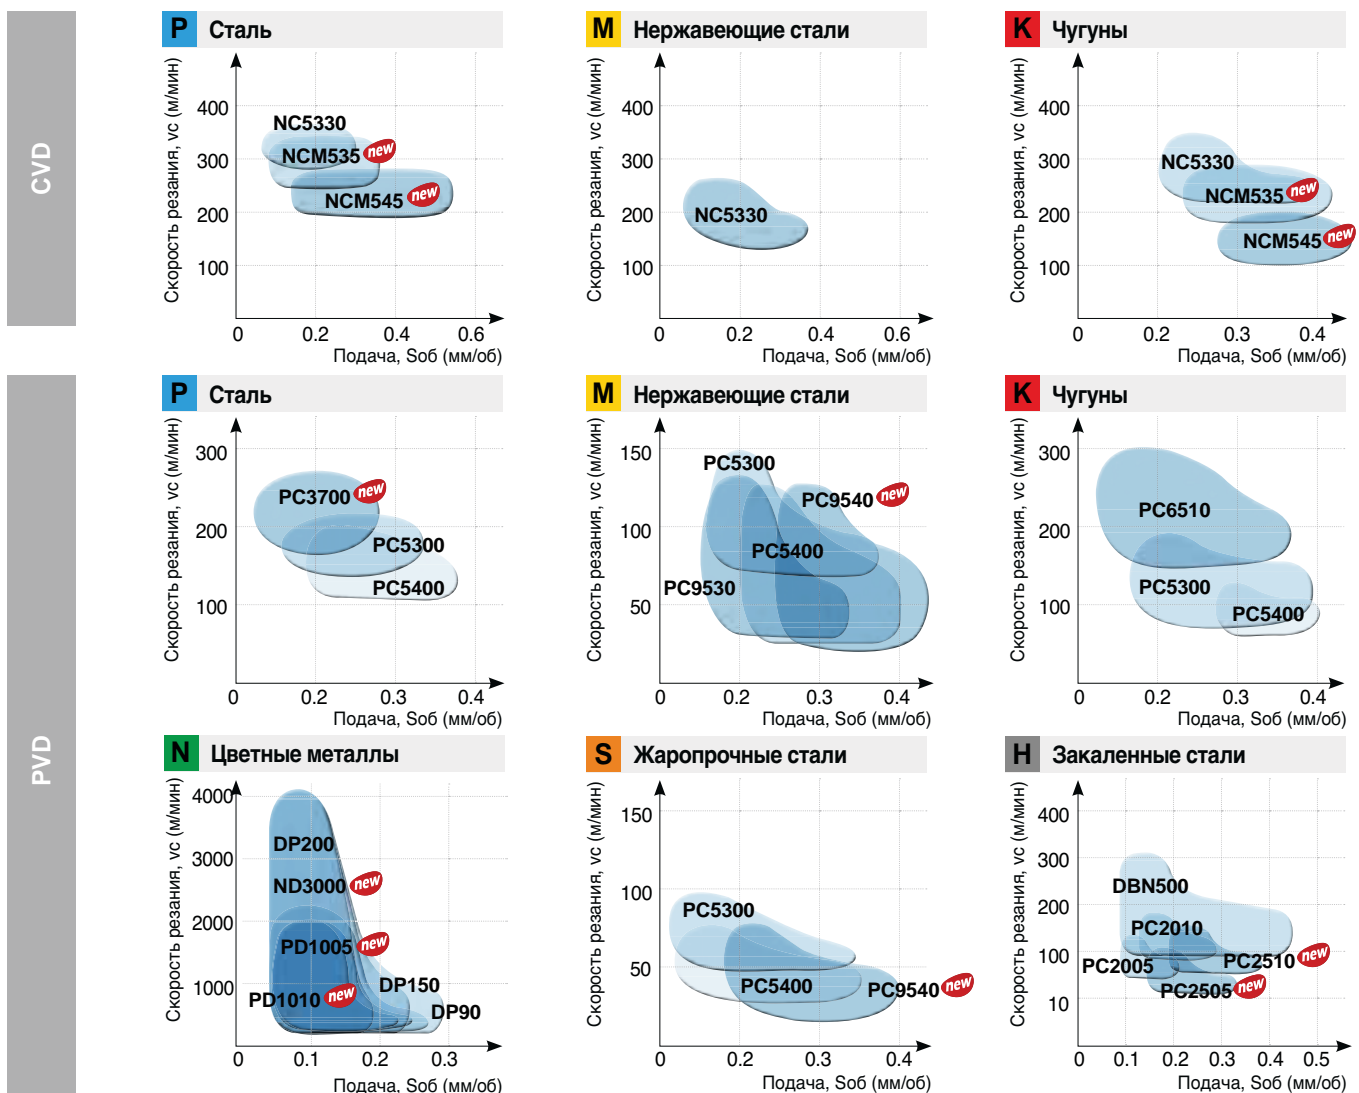 CVD
P Сталь
Скорость резания, vc (м/мин)
400
300
200
100
NC5330
NCM535 new
NCM545 new
0 0.2 0.4 0.6
Подача, Sоб (мм/об)
M Нержавеющие стали
Скорость резания, vc (м/мин)
400
300
200
100
NC5330
0 0.2 0.4 0.6
Подача, Sоб (мм/об)
K Чугуны
Скорость резания, vc (м/мин)
400
300
200
100
NC5330
NCM535 new
NCM545 new
0 0.2 0.3 0.4
Подача, Sоб (мм/об)
PVD
P Сталь
Скорость резания, vc (м/мин)
300
200
100
PC3700 new
PC5300
PC5400
0 0.2 0.3 0.4
Подача, Sоб (мм/об)
M Нержавеющие стали
Скорость резания, vc (м/мин)
150
100
50
PC5300
PC9540 new
PC5400
PC9530
0 0.2 0.3 0.4
Подача, Sоб (мм/об)
K Чугуны
Скорость резания, vc (м/мин)
300
200
100
PC6510
PC5300
PC5400
0 0.2 0.3 0.4
Подача, Sоб (мм/об)
N Цветные металлы
Скорость резания, vc (м/мин)
4000
3000
2000
1000
DP200
ND3000 new
PD1005 new
DP150
PD1010 new
DP90
0 0.1 0.2 0.3
Подача, Sоб (мм/об)
S Жаропрочные стали
Скорость резания, vc (м/мин)
150
100
50
PC5300
PC5400
PC9540 new
0 0.2 0.3 0.4
Подача, Sоб (мм/об)
H Закаленные стали
Скорость резания, vc (м/мин)
400
300
200
100
10
DBN500
PC2010
PC2510 new
PC2005
PC2505 new
0 0.1 0.2 0.3 0.4 0.5
Подача, Sоб (мм/об)